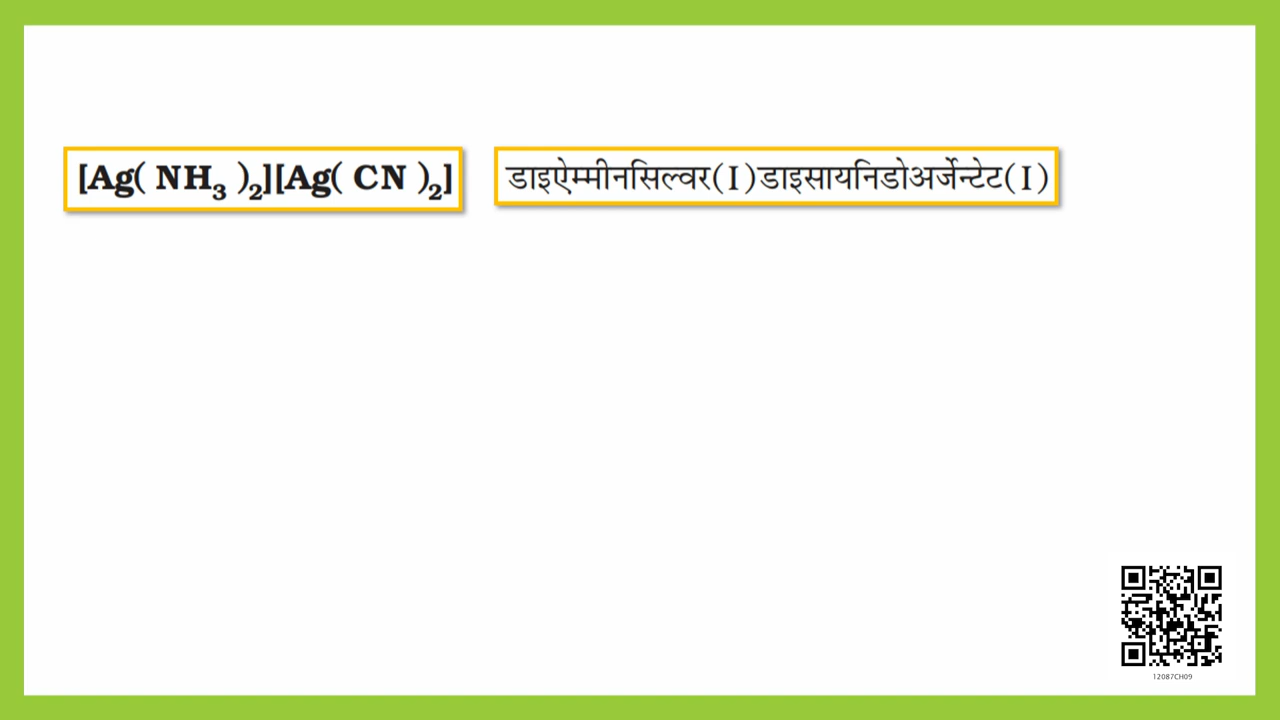 [Ag( NH₃ )₂][Ag( CN )₂]
डाइऐम्मीनसिल्वर(I)डाइसायनिडोअर्जेन्टेट(I)
12087CH09